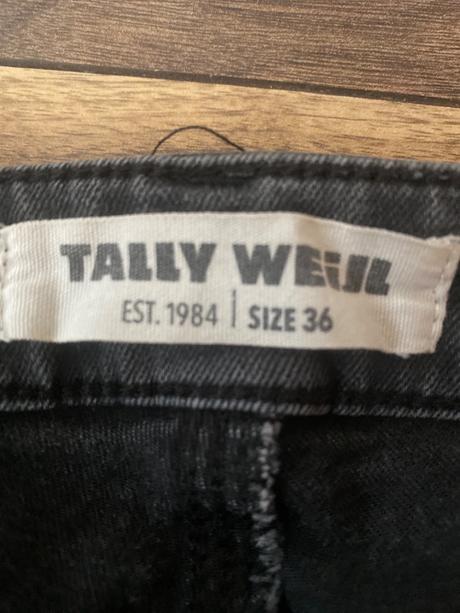 TALLY WEiJL
EST. 1984 | SIZE 36